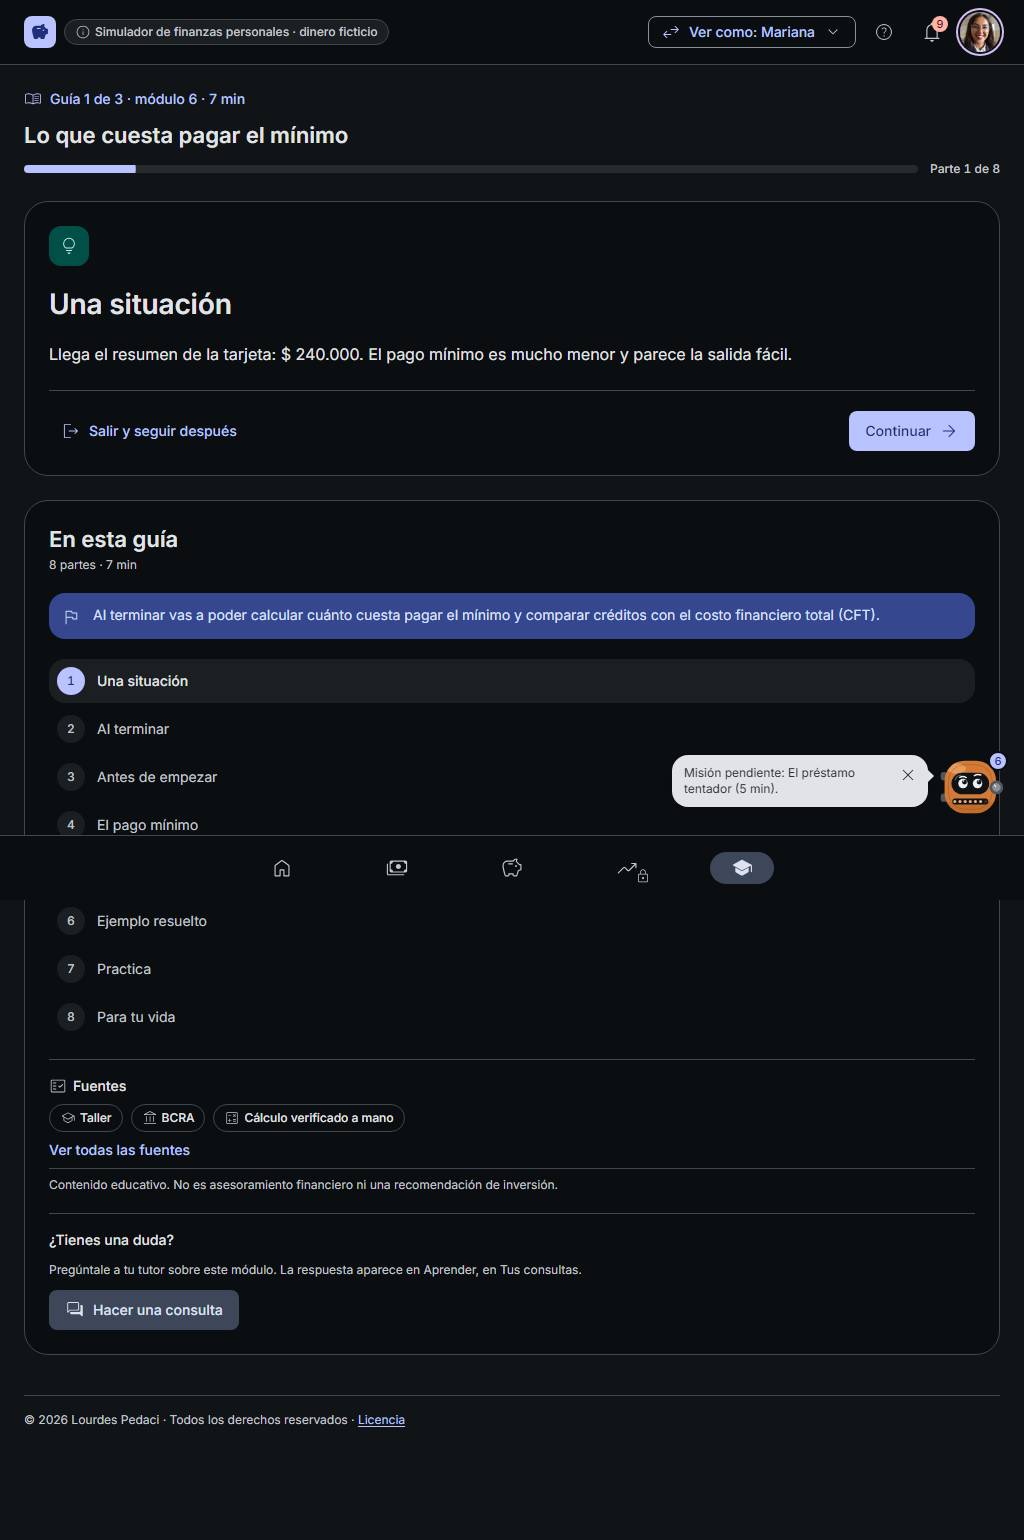 Simulador de finanzas personales · dinero ficticio
Ver como: Mariana
9
Guía 1 de 3 · módulo 6 · 7 min
Lo que cuesta pagar el mínimo
Parte 1 de 8
Una situación
Llega el resumen de la tarjeta: $ 240.000. El pago mínimo es mucho menor y parece la salida fácil.
Salir y seguir después
Continuar
En esta guía
8 partes · 7 min
Al terminar vas a poder calcular cuánto cuesta pagar el mínimo y comparar créditos con el costo financiero total (CFT).
1 Una situación
2 Al terminar
3 Antes de empezar
Misión pendiente: El préstamo
tentador (5 min).
6
4 El pago mínimo
6 Ejemplo resuelto
7 Practica
8 Para tu vida
Fuentes
Taller
BCRA
Cálculo verificado a mano
Ver todas las fuentes
Contenido educativo. No es asesoramiento financiero ni una recomendación de inversión.
¿Tienes una duda?
Pregúntale a tu tutor sobre este módulo. La respuesta aparece en Aprender, en Tus consultas.
Hacer una consulta
© 2026 Lourdes Pedaci · Todos los derechos reservados · Licencia